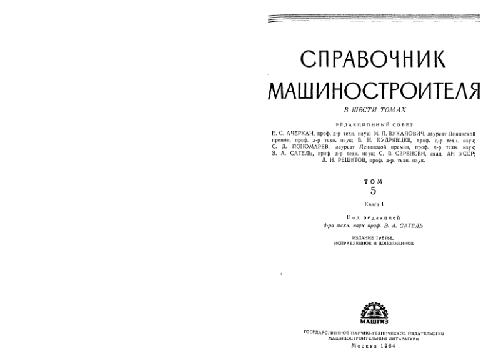 СПРАВОЧНИК
МАШИНОСТРОИТЕЛЯ
В ШЕСТИ ТОМАХ
РЕДАКЦИОННЫЙ СОВЕТ
Н. С. АЧЕРКАН, проф. д-р техн. наук; М. П. ВУКАЛОВИЧ, лауреат Ленинской
премии, проф. д-р техн. наук; В. Н. КУДРЯВЦЕВ, проф. д-р техн. наук;
С. Д. ПОНОМАРЕВ, лауреат Ленинской премии, проф. д-р техн. наук;
Э. А. САТЕЛЬ, проф. д-р техн. наук; С. В. СЕРЕНСЕН, акад. АН УССР;
Д. Н. РЕШЕТОВ, проф. д-р техн. наук.
ТОМ
5
Книга I
Под редакцией
д-ра техн. наук проф. Э. А. САТЕЛЬ
ИЗДАНИЕ ТРЕТЬЕ,
ИСПРАВЛЕННОЕ И ДОПОЛНЕННОЕ
МАШГИЗ
ГОСУДАРСТВЕННОЕ НАУЧНО-ТЕХНИЧЕСКОЕ ИЗДАТЕЛЬСТВО
МАШИНОСТРОИТЕЛЬНОЙ ЛИТЕРАТУРЫ
Москва 1964